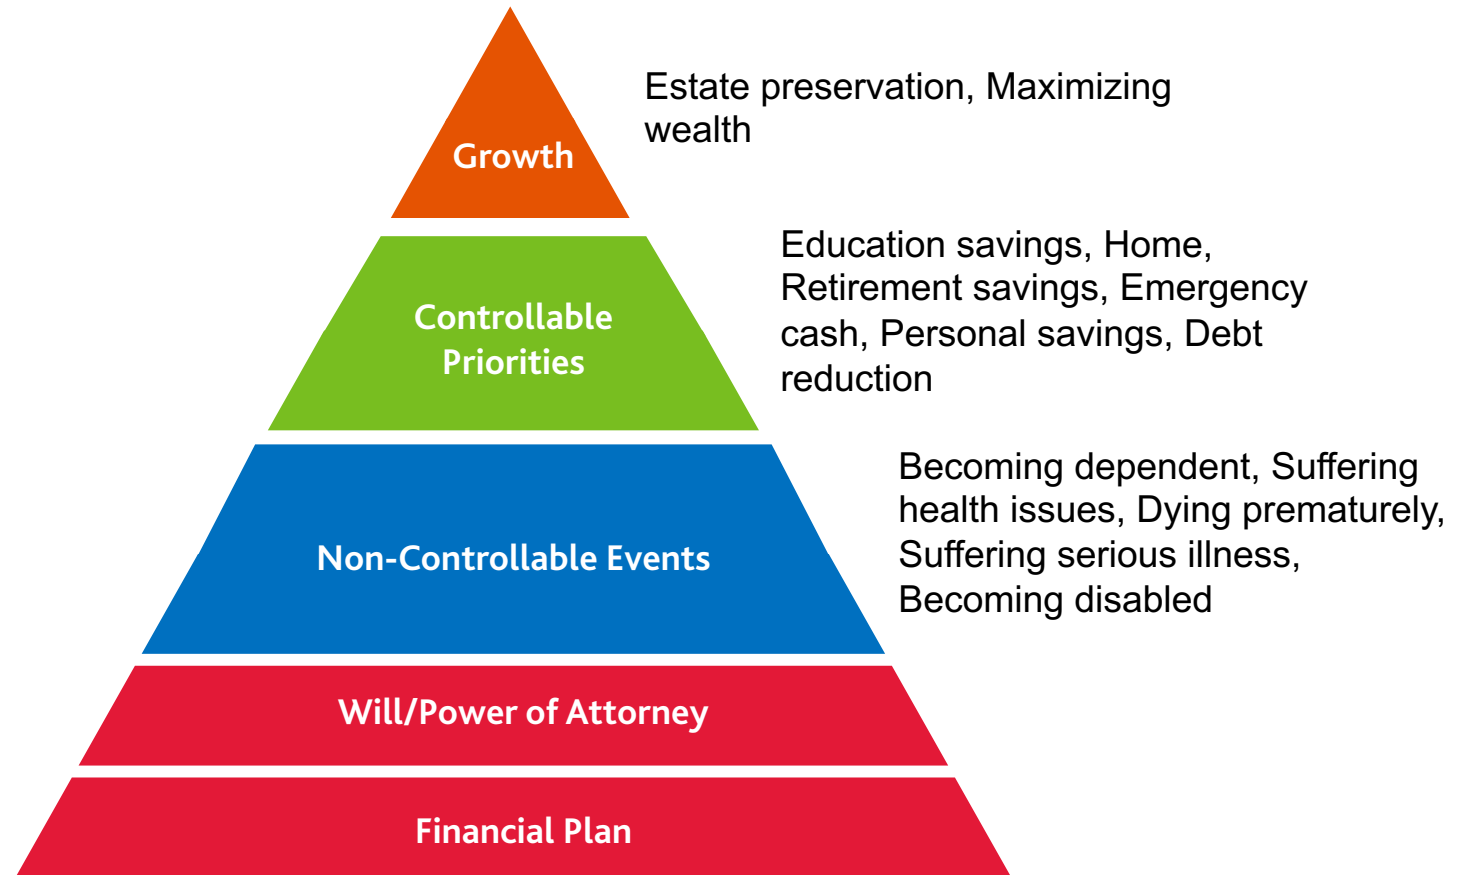 Estate preservation, Maximizing
wealth
Growth
Education savings, Home,
Retirement savings, Emergency
cash, Personal savings, Debt
reduction
Controllable
Priorities
Becoming dependent, Suffering
health issues, Dying prematurely,
Suffering serious illness,
Becoming disabled
Non-Controllable Events
Will/Power of Attorney
Financial Plan